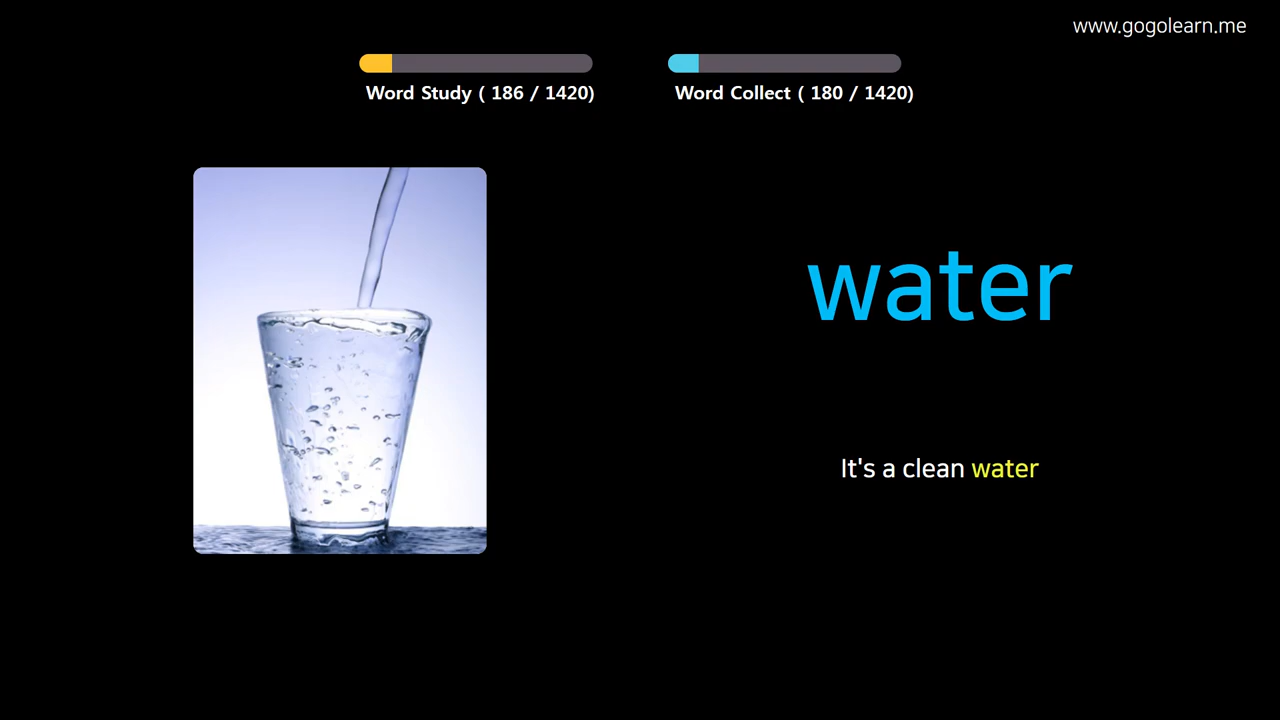 www.gogolearn.me
Word Study ( 186 / 1420)
Word Collect ( 180 / 1420)
water
It's a clean water